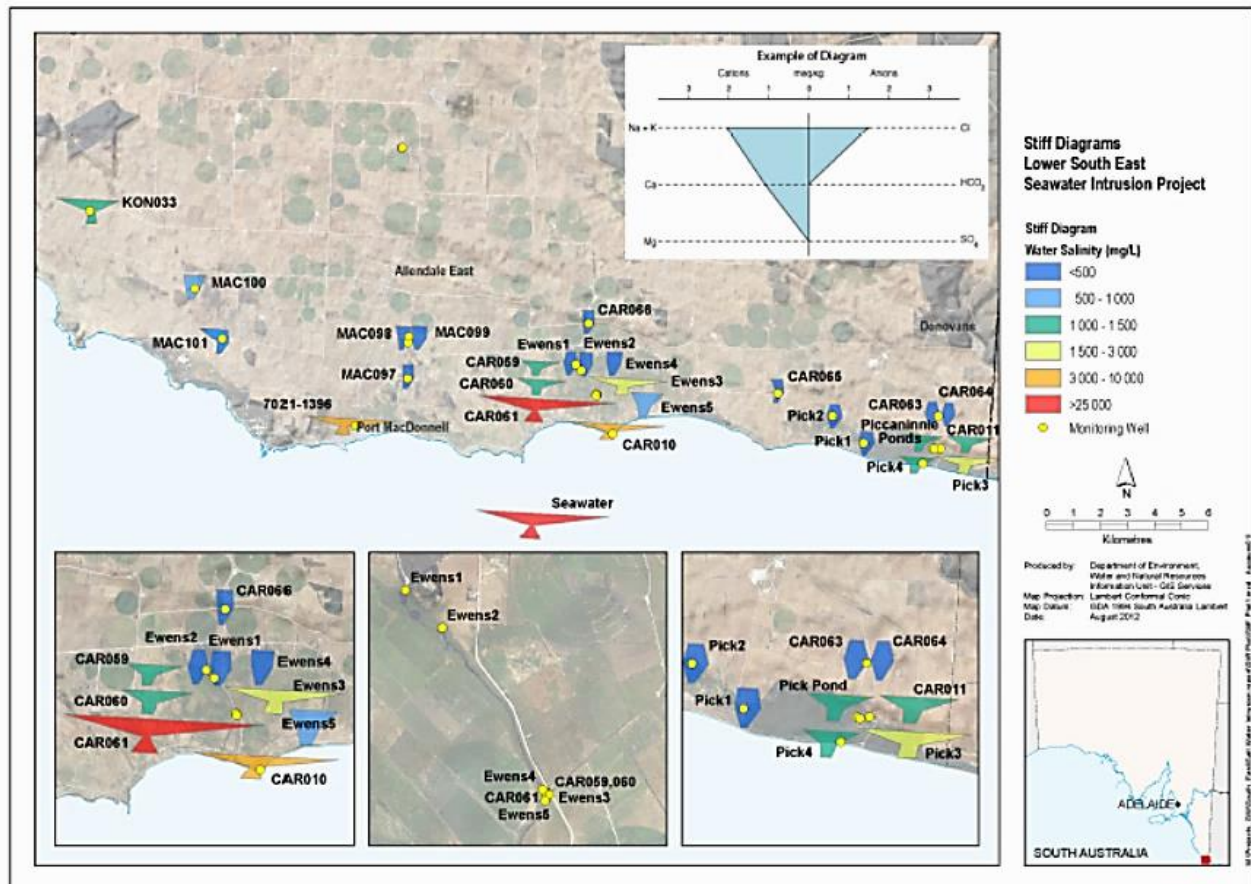 Example of Diagram
Cations meq/kg Anions
3 2 1 0 1 2 3
Na + K Cl
Ca HCO3
Mg SO4
KON033
MAC100
Allendale East
MAC101
MAC098 MAC099
CAR066
Ewens1 Ewens2
CAR059 Ewens4
MAC097 CAR060 Ewens3
CAR061 Ewens5
7021-1396
Port MacDonnell
CAR010
Donovans
CAR065
CAR064
Pick2 CAR063
Piccaninnie
Ponds
CAR011
Pick1
Pick4 Pick3
Seawater
CAR066
Ewens2 Ewens1
CAR059 Ewens4
CAR060 Ewens3
CAR061 Ewens5
CAR010
Ewens1
Ewens2
Ewens4 CAR059,060
CAR061 Ewens3
Ewens5
Pick2 CAR063 CAR064
Pick1 Pick Pond CAR011
Pick4 Pick3
Stiff Diagrams
Lower South East
Seawater Intrusion Project
Stiff Diagram
Water Salinity (mg/L)
<500
500 - 1 000
1 000 - 1 500
1 500 - 3 000
3 000 - 10 000
>25 000
Monitoring Well
N
0 1 2 3 4 5 6
Kilometres
Produced by: Department of Environment,
Water and Natural Resources
Information Unit - GIS Services
Map Projection: Lambert Conformal Conic
Map Datum: GDA 1994 South Australia Lambert
Date: August 2012
ADELAIDE
SOUTH AUSTRALIA